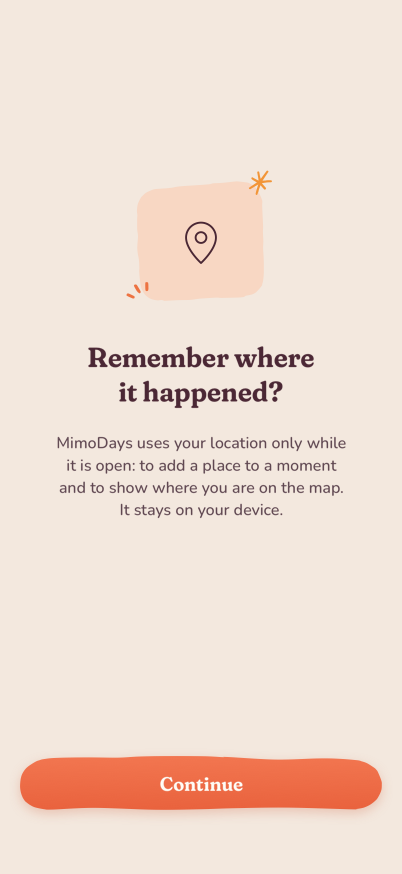 Remember where
it happened?
MimoDays uses your location only while
it is open: to add a place to a moment
and to show where you are on the map.
It stays on your device.
Continue